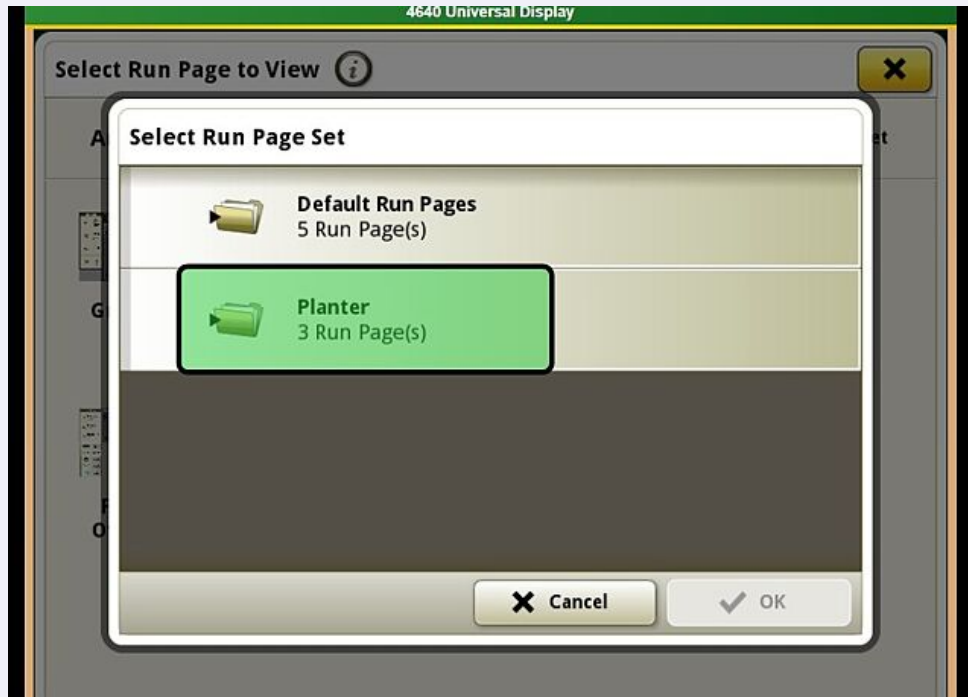 4640 Universal Display
Select Run Page to View
Select Run Page Set
Default Run Pages
5 Run Page(s)
Planter
3 Run Page(s)
Cancel
OK